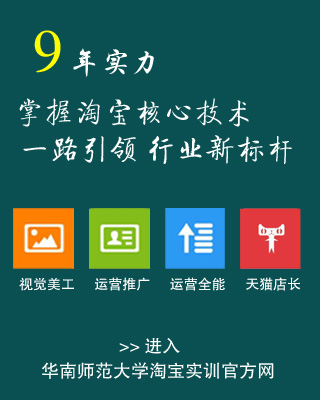 9年实力
掌握淘宝核心技术
一路引领 行业新标杆
视觉美工 运营推广 运营全能 天猫店长
>> 进入
华南师范大学淘宝实训官方网